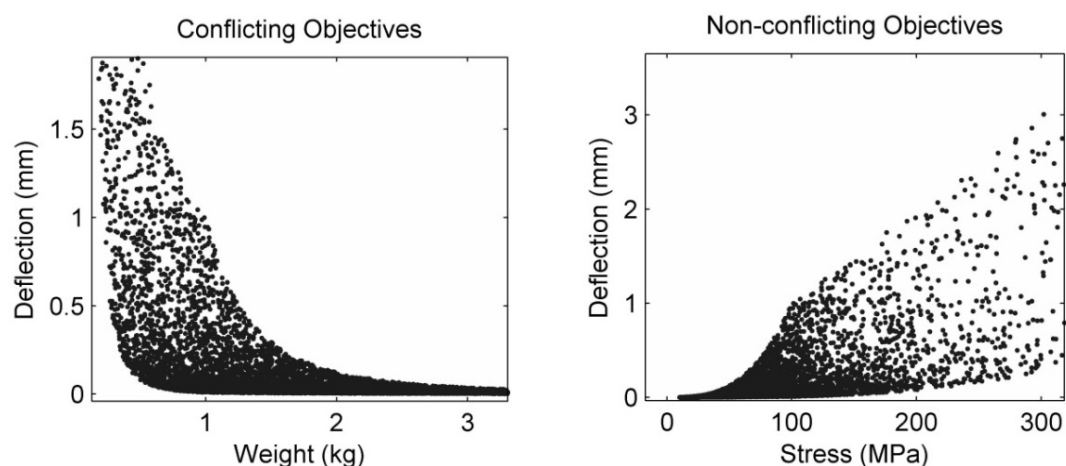 Conflicting Objectives
Deflection (mm)
1.5
1
0.5
0
1
2
3
Weight (kg)
Non-conflicting Objectives
Deflection (mm)
3
2
1
0
0
100
200
300
Stress (MPa)